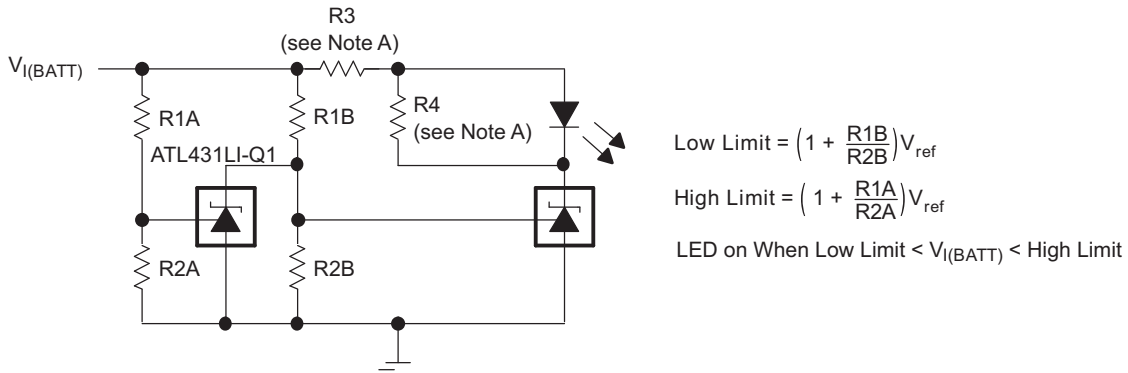 R3
(see Note A)
V_I(BATT)
R1A
R1B
R4
(see Note A)
ATL431LI-Q1
R2A
R2B
Low Limit = (1 + R1B/R2B) V_ref
High Limit = (1 + R1A/R2A) V_ref
LED on When Low Limit < V_I(BATT) < High Limit